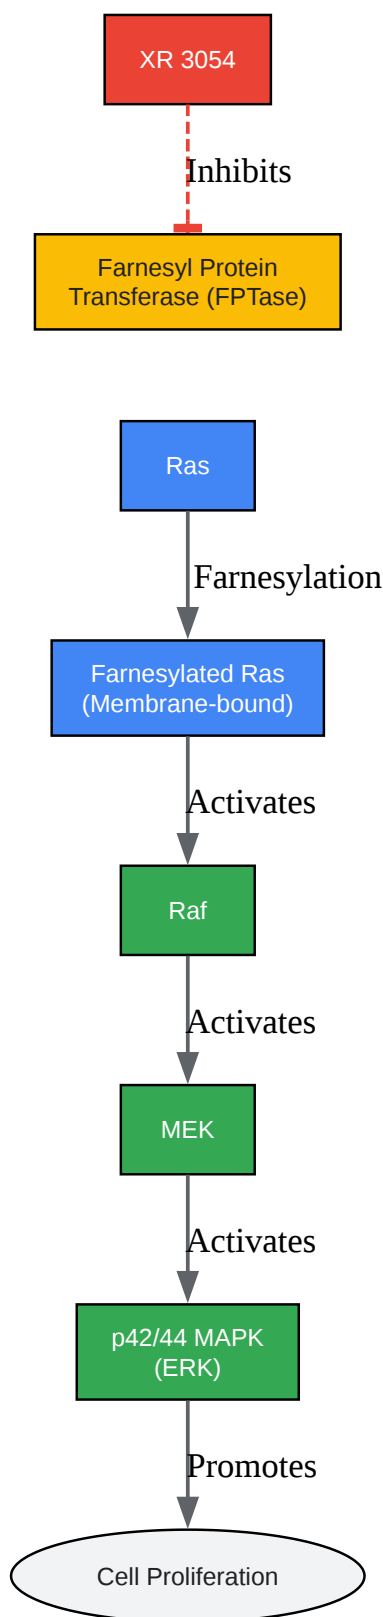 XR 3054
Inhibits
Farnesyl Protein
Transferase (FPTase)
Ras
Farnesylation
Farnesylated Ras
(Membrane-bound)
Activates
Raf
Activates
MEK
Activates
p42/44 MAPK
(ERK)
Promotes
Cell Proliferation